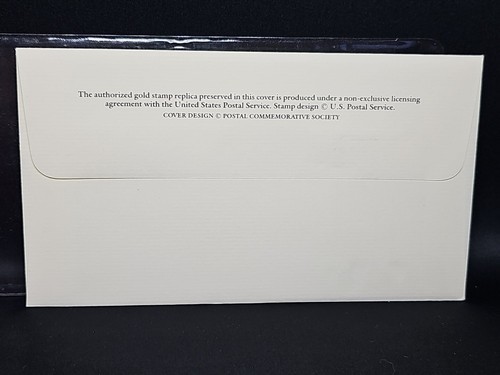 The authorized gold stamp replica preserved in this cover is produced under a non-exclusive licensing
agreement with the United States Postal Service. Stamp design © U.S. Postal Service.
COVER DESIGN © POSTAL COMMEMORATIVE SOCIETY